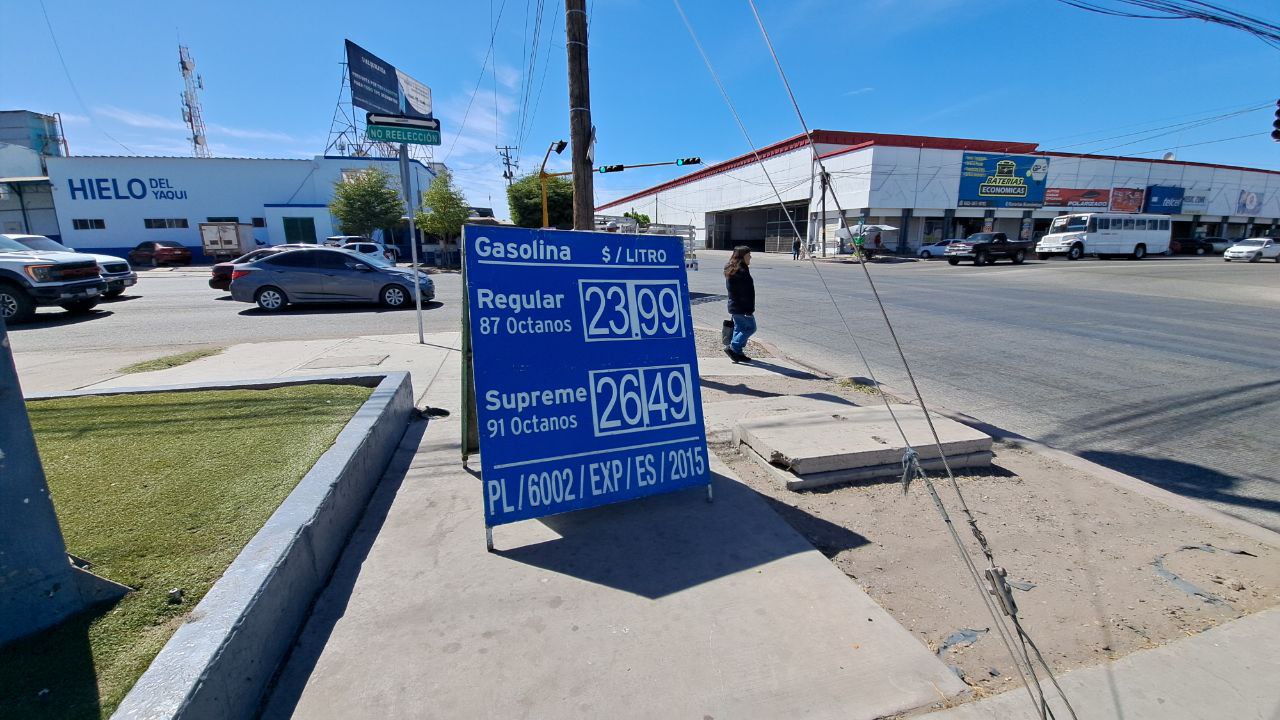 HIELO DEL
YAQUI
NO REELECCIÓN
Gasolina $ / LITRO
Regular 23.99
87 Octanos
Supreme 26.49
91 Octanos
PL / 6002 / EXP / ES / 2015
BATERIAS
ECONOMICAS
POLARIZADO
telcel